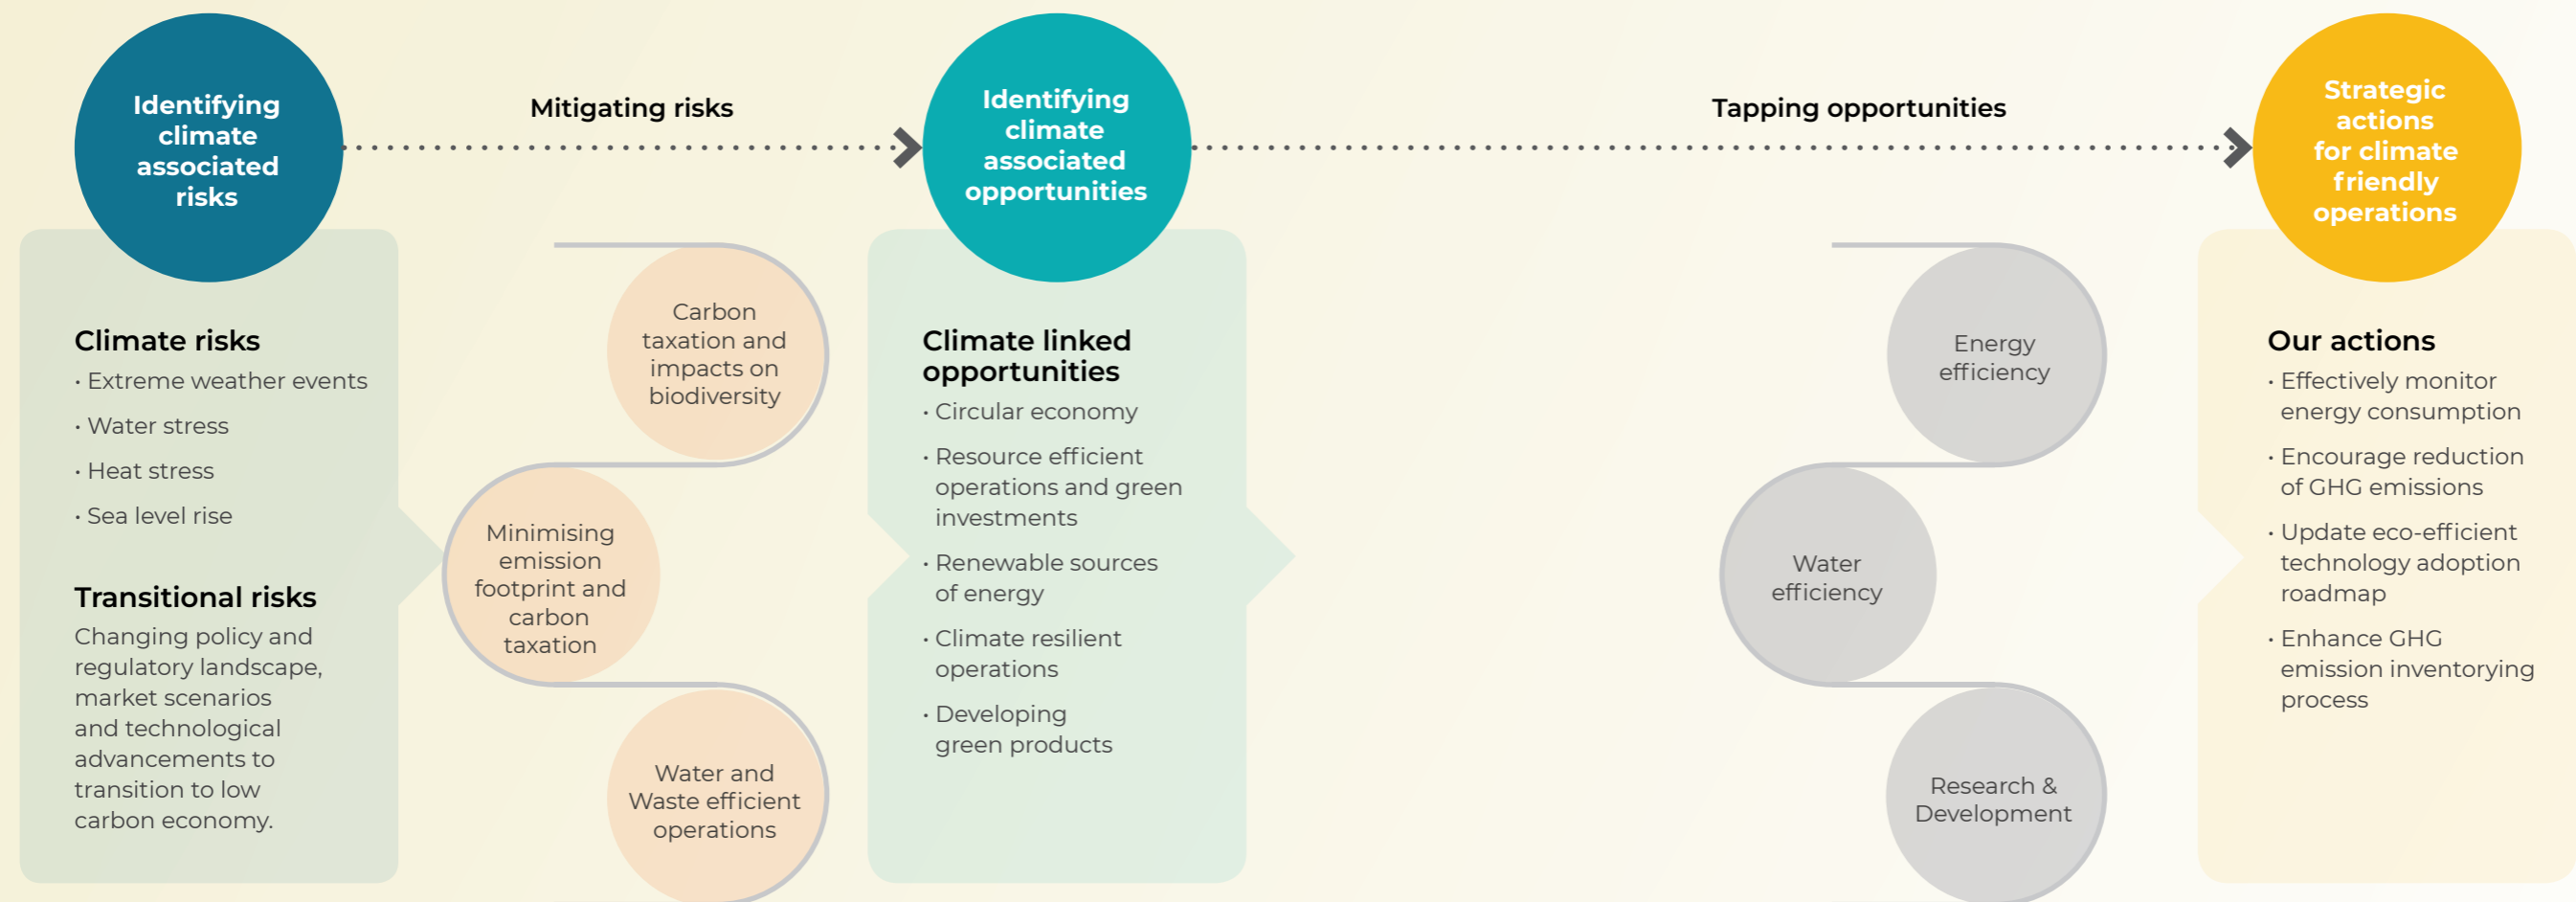 Identifying
climate
associated
risks
Mitigating risks
Identifying
climate
associated
opportunities
Tapping opportunities
Strategic
actions
for climate
friendly
operations
Climate risks
· Extreme weather events
· Water stress
· Heat stress
· Sea level rise
Transitional risks
Changing policy and
regulatory landscape,
market scenarios
and technological
advancements to
transition to low
carbon economy.
Carbon
taxation and
impacts on
biodiversity
Minimising
emission
footprint and
carbon
taxation
Water and
Waste efficient
operations
Climate linked
opportunities
· Circular economy
· Resource efficient
operations and green
investments
· Renewable sources
of energy
· Climate resilient
operations
· Developing
green products
Energy
efficiency
Water
efficiency
Research &
Development
Our actions
· Effectively monitor
energy consumption
· Encourage reduction
of GHG emissions
· Update eco-efficient
technology adoption
roadmap
· Enhance GHG
emission inventorying
process